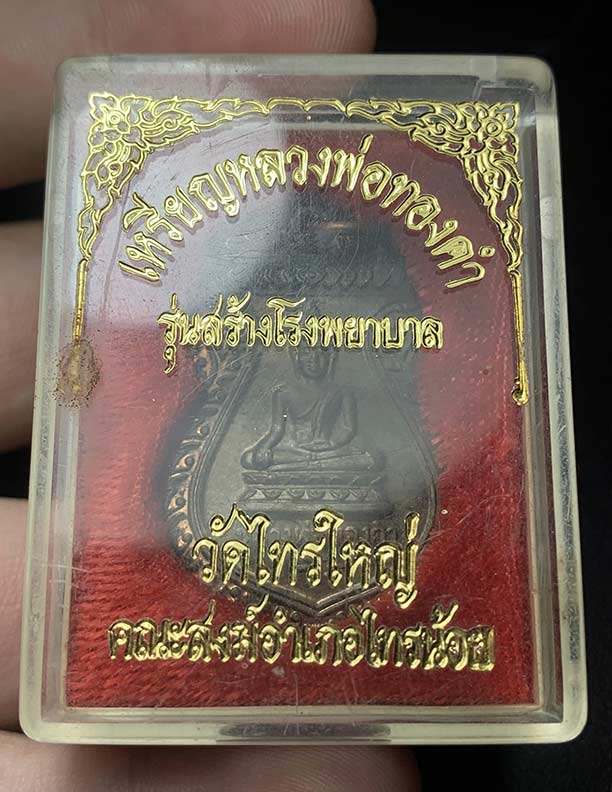 เหรียญหลวงพ่อทองคำ
รุ่นสร้างโรงพยาบาล
วัดไทรใหญ่
คณะสงฆ์อำเภอไทรน้อย